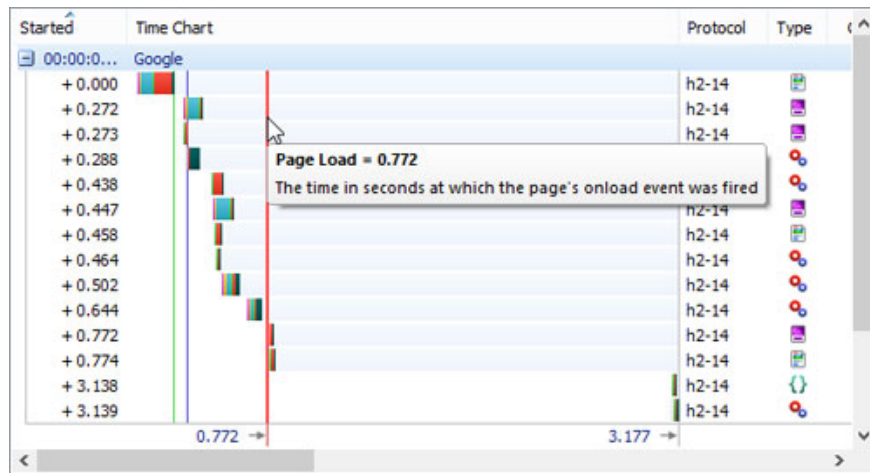 Started Time Chart Protocol Type
00:00:0... Google
+ 0.000 h2-14
+ 0.272 h2-14
+ 0.273 h2-14
+ 0.288
+ 0.438
+ 0.447 h2-14
+ 0.458 h2-14
+ 0.464 h2-14
+ 0.502 h2-14
+ 0.644 h2-14
+ 0.772 h2-14
+ 0.774 h2-14
+ 3.138 h2-14
+ 3.139 h2-14
Page Load = 0.772
The time in seconds at which the page's onload event was fired
0.772 3.177